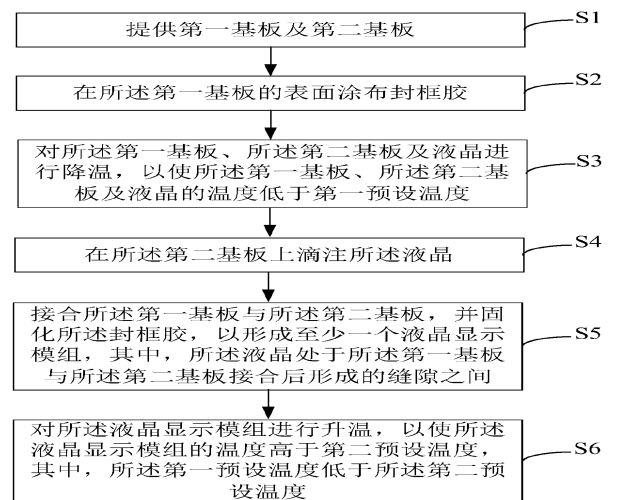 提供第一基板及第二基板
S1
在所述第一基板的表面涂布封框胶
S2
对所述第一基板、所述第二基板及液晶进
行降温，以使所述第一基板、所述第二基
板及液晶的温度低于第一预设温度
S3
在所述第二基板上滴注所述液晶
S4
接合所述第一基板与所述第二基板，并固
化所述封框胶，以形成至少一个液晶显示
模组，其中，所述液晶处于所述第一基板
与所述第二基板接合后形成的缝隙之间
S5
对所述液晶显示模组进行升温，以使所述
液晶显示模组的温度高于第二预设温度，
其中，所述第一预设温度低于所述第二预
设温度
S6